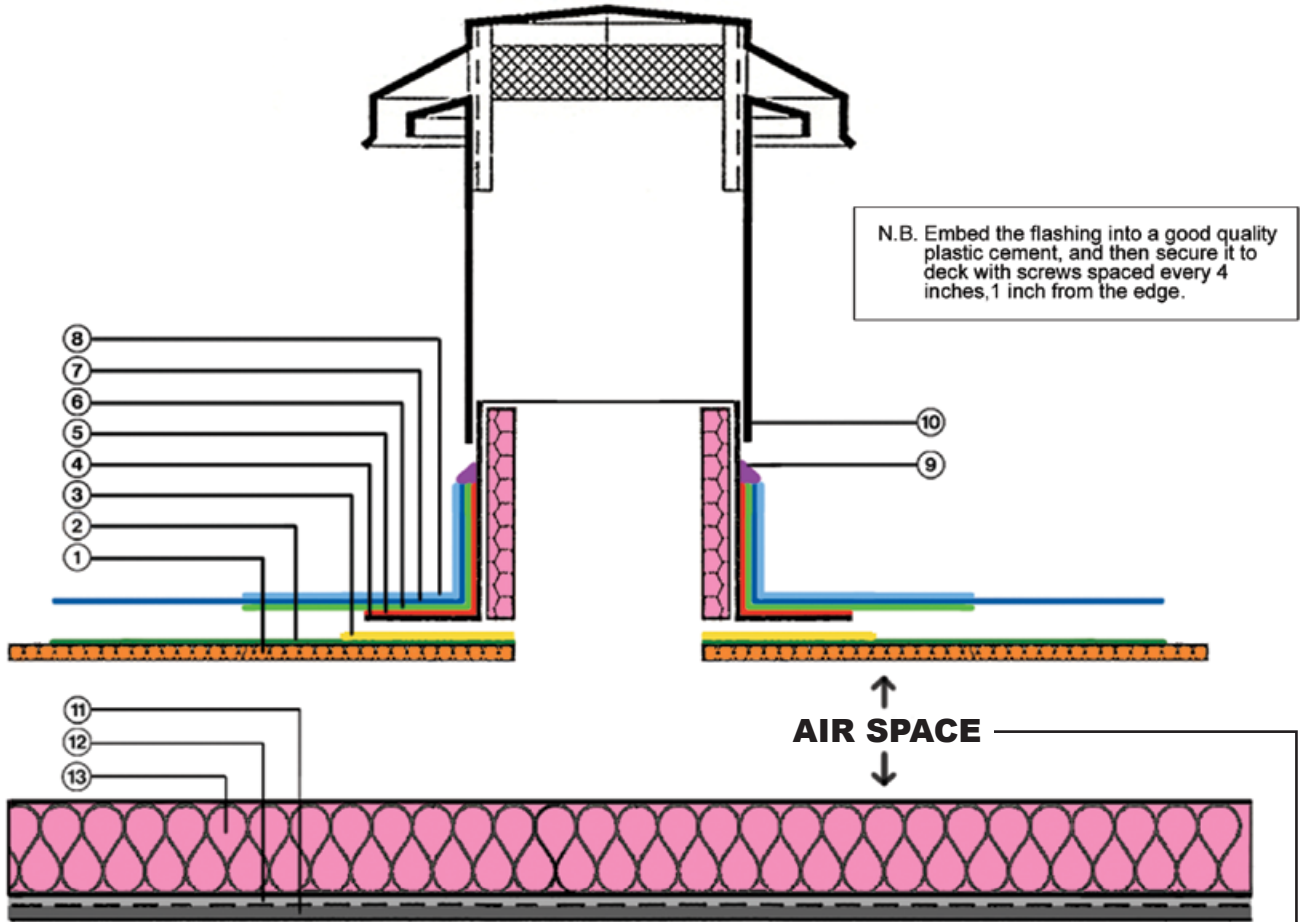 N.B. Embed the flashing into a good quality
plastic cement, and then secure it to
deck with screws spaced every 4
inches,1 inch from the edge.
8
7
6
5
4
3
2
1
10
9
11
12
13
AIR SPACE